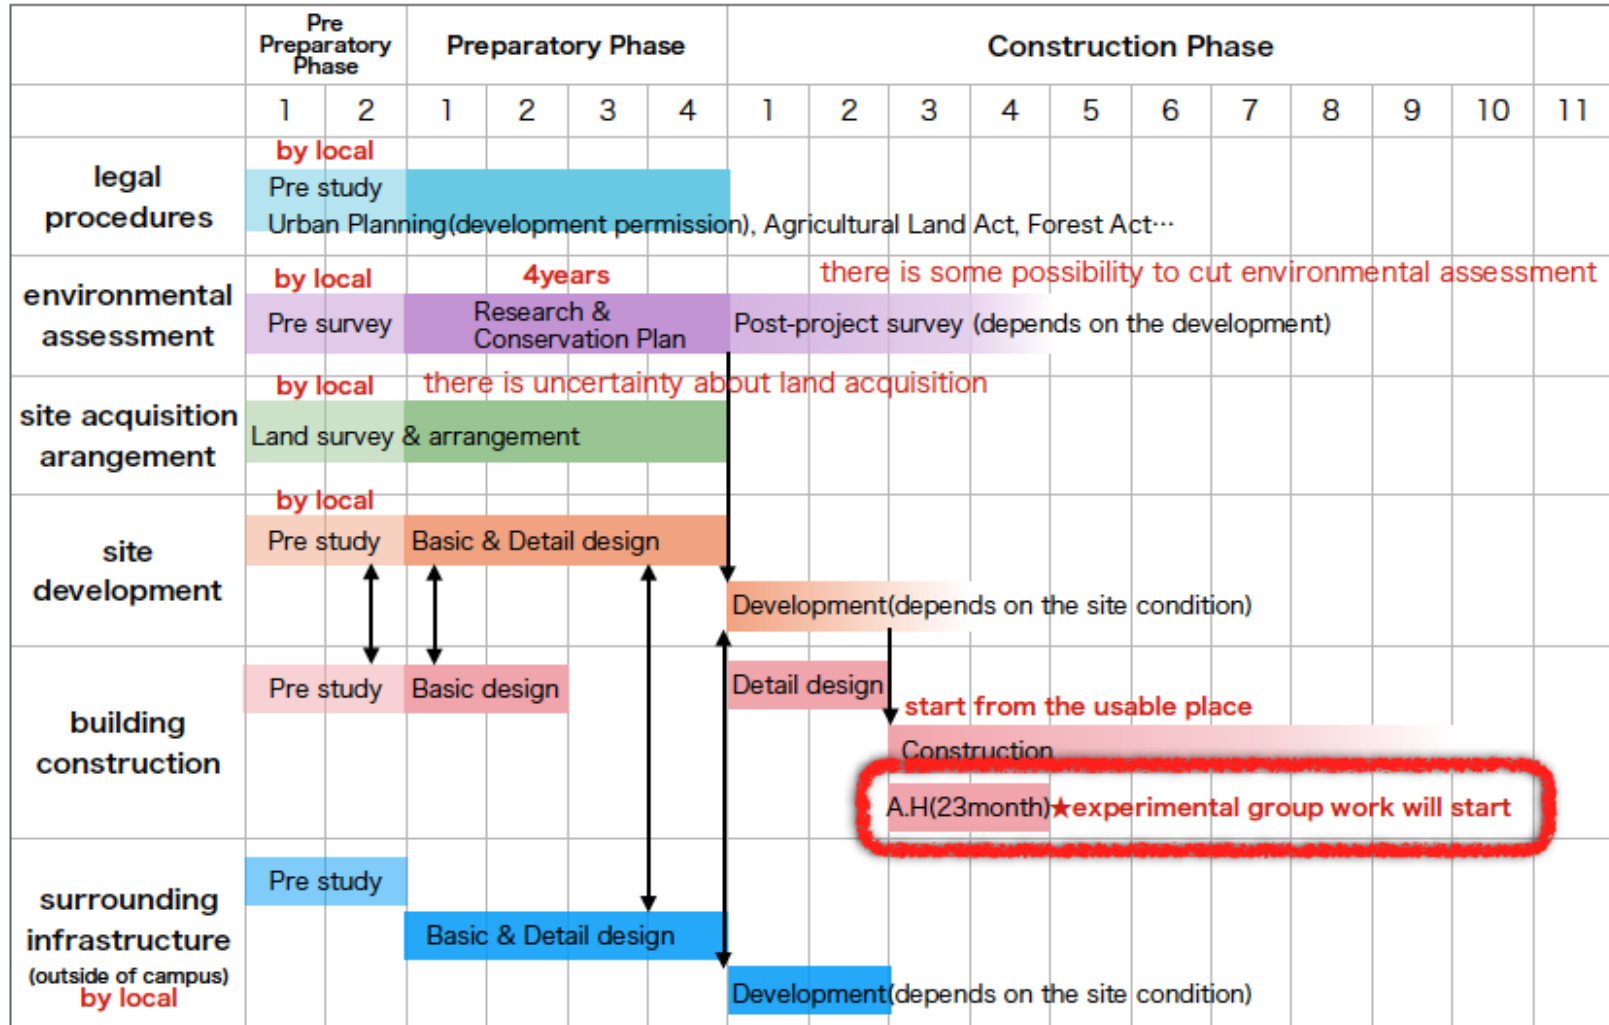 Pre
Preparatory
Phase
Preparatory Phase
Construction Phase
1 2 1 2 3 4 1 2 3 4 5 6 7 8 9 10 11
legal
procedures
by local
Pre study
Urban Planning(development permission), Agricultural Land Act, Forest Act…
environmental
assessment
by local
4years
there is some possibility to cut environmental assessment
Pre survey
Research &
Conservation Plan
Post-project survey (depends on the development)
site acquisition
arangement
by local
there is uncertainty about land acquisition
Land survey & arrangement
site
development
by local
Pre study
Basic & Detail design
Development(depends on the site condition)
building
construction
Pre study
Basic design
Detail design
start from the usable place
Construction
A.H(23month)★experimental group work will start
surrounding
infrastructure
(outside of campus)
by local
Pre study
Basic & Detail design
Development(depends on the site condition)